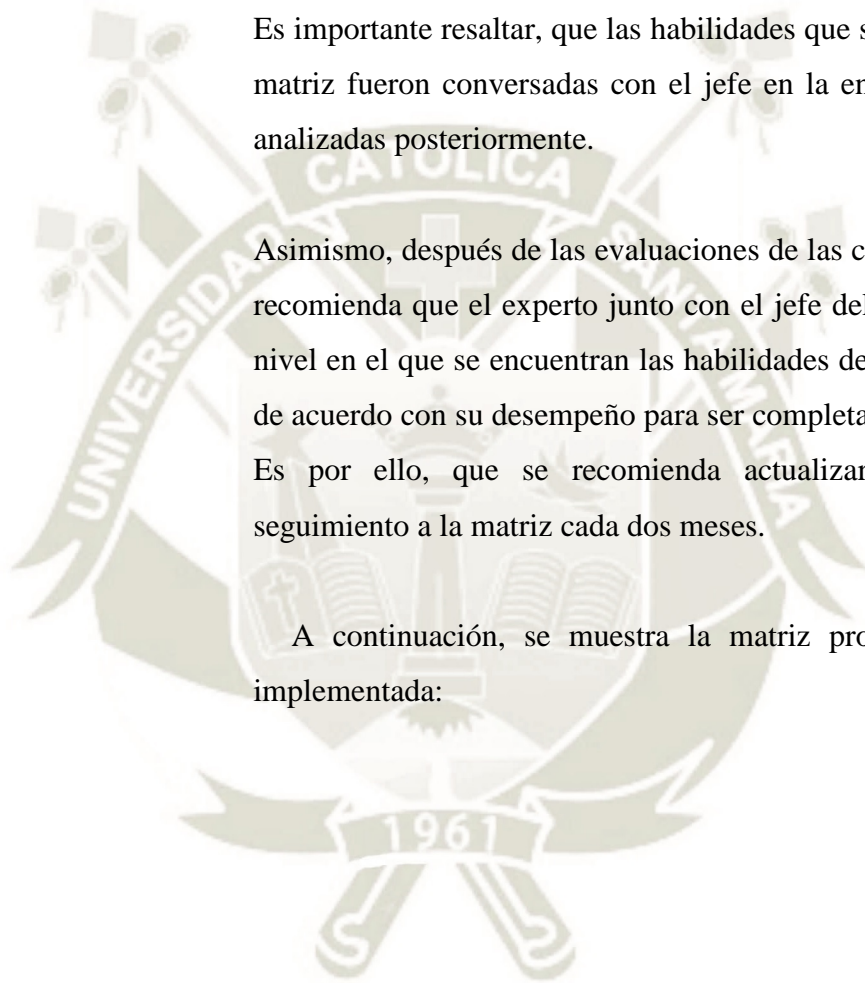 Es importante resaltar, que las habilidades que s
matriz fueron conversadas con el jefe en la en
analizadas posteriormente.
Asimismo, después de las evaluaciones de las c
recomienda que el experto junto con el jefe del
nivel en el que se encuentran las habilidades de
de acuerdo con su desempeño para ser completa
Es por ello, que se recomienda actualizar
seguimiento a la matriz cada dos meses.
A continuación, se muestra la matriz pro
implementada:
UNIVERSIDAD CATOLICA SANTA MARIA
1961